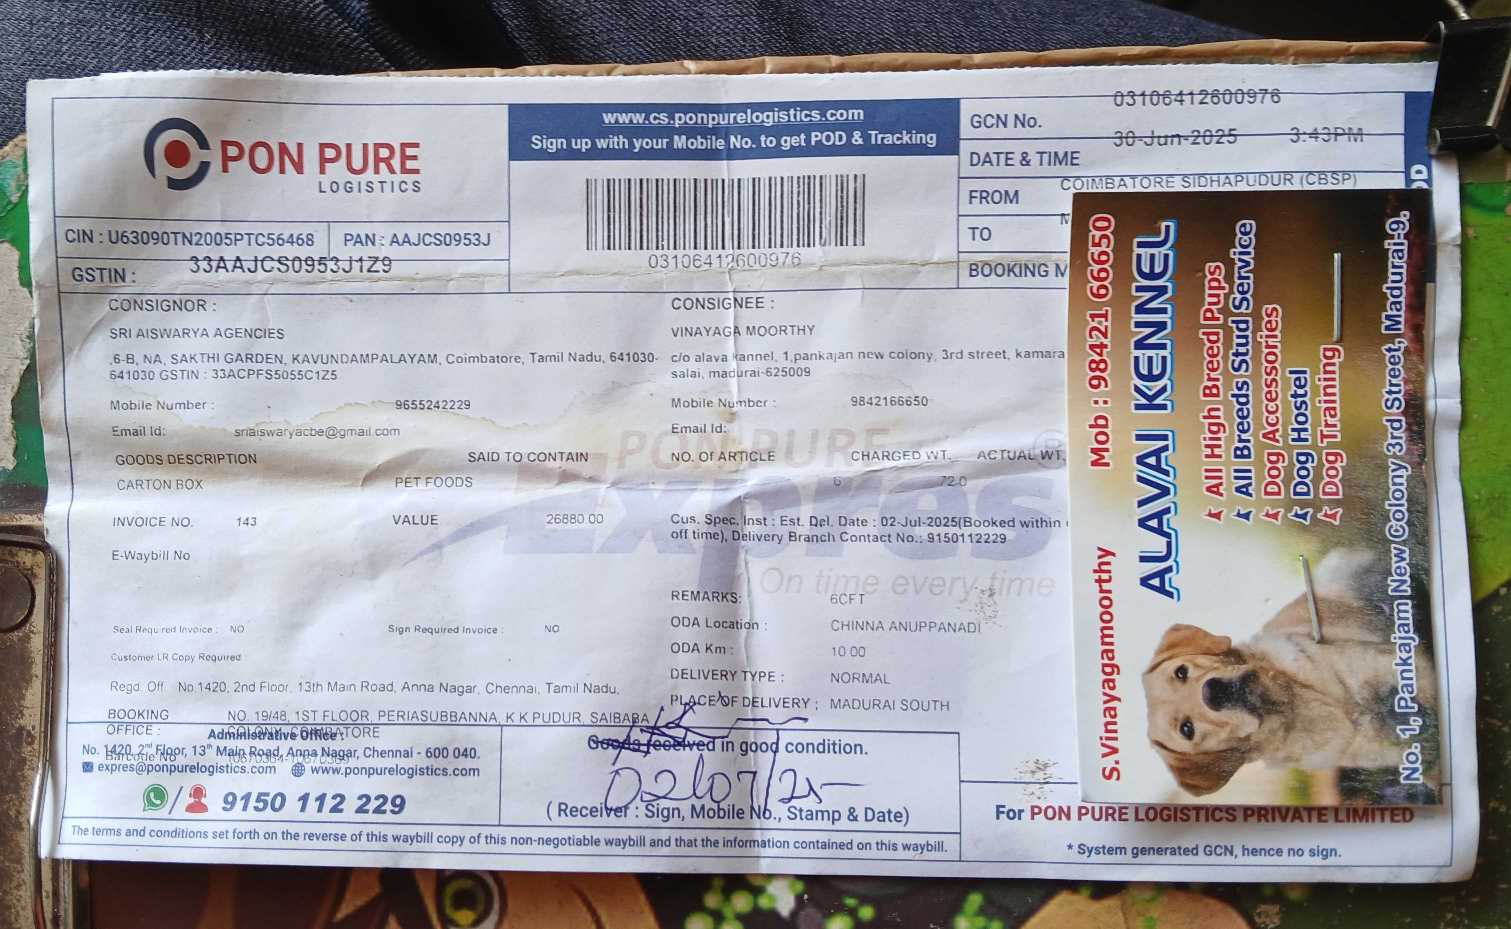 PON PURE
LOGISTICS
www.cs.ponpurelogistics.com
Sign up with your Mobile No. to get POD & Tracking
03106412600976
GCN No. 03106412600976
DATE & TIME 30-Jun-2025 3:43PM
FROM COIMBATORE SIDHAPUDUR (CBSP)
TO M
BOOKING M
OD
CIN : U63090TN2005PTC56468 PAN : AAJCS0953J
GSTIN : 33AAJCS0953J1Z9
CONSIGNOR :
SRI AISWARYA AGENCIES
.6-B, NA, SAKTHI GARDEN, KAVUNDAMPALAYAM, Coimbatore, Tamil Nadu, 641030-
641030 GSTIN : 33ACPFS5055C1Z5
Mobile Number : 9655242229
Email Id: sriaiswaryacbe@gmail.com
CONSIGNEE :
VINAYAGA MOORTHY
c/o alava kannel, 1,pankajan new colony, 3rd street, kamara
salai, madurai-625009
Mobile Number : 9842166650
Email Id:
GOODS DESCRIPTION SAID TO CONTAIN NO. OF ARTICLE CHARGED WT. ACTUAL WT.
CARTON BOX PET FOODS 6 72.0
INVOICE NO. 143 VALUE 26880.00
E-Waybill No
Cus. Spec. Inst : Est. Del. Date : 02-Jul-2025(Booked within
off time), Delivery Branch Contact No.: 9150112229
PON PURE
Express
®
On time every time
REMARKS: 6CFT
ODA Location : CHINNA ANUPPANADI
ODA Km : 10.00
DELIVERY TYPE : NORMAL
PLACE OF DELIVERY : MADURAI SOUTH
Seal Required Invoice : NO Sign Required Invoice : NO
Customer LR Copy Required
Regd. Off No.1420, 2nd Floor, 13th Main Road, Anna Nagar, Chennai, Tamil Nadu,
BOOKING OFFICE : NO. 19/48, 1ST FLOOR, PERIASUBBANNA, K K PUDUR, SAIBABA
COLONY, COIMBATORE
Barcode No
Administrative Office :
No. 1420, 2nd Floor, 13th Main Road, Anna Nagar, Chennai - 600 040.
expres@ponpurelogistics.com www.ponpurelogistics.com
/ 9150 112 229
Goods received in good condition.
02/07/25
( Receiver : Sign, Mobile No., Stamp & Date)
For PON PURE LOGISTICS PRIVATE LIMITED
* System generated GCN, hence no sign.
The terms and conditions set forth on the reverse of this waybill copy of this non-negotiable waybill and that the information contained on this waybill.
S.Vinayagamoorthy Mob : 98421 66650
ALAVAI KENNEL
All High Breed Pups
All Breeds Stud Service
Dog Accessories
Dog Hostel
Dog Training
No. 1, Pankajam New Colony 3rd Street, Madurai-9.